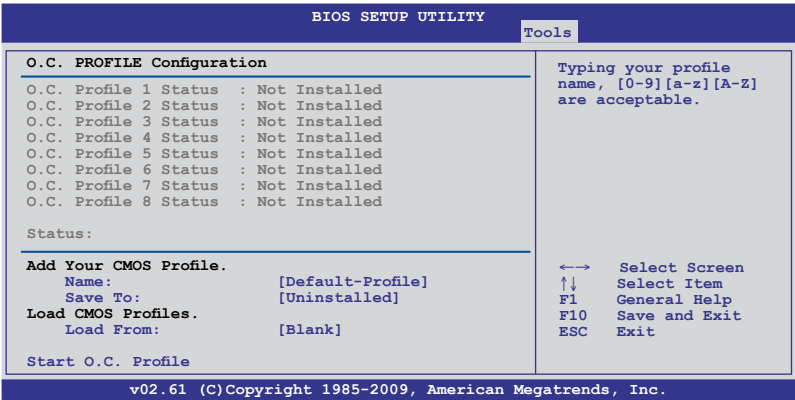 BIOS SETUP UTILITY
Tools
O.C. PROFILE Configuration
O.C. Profile 1 Status : Not Installed
O.C. Profile 2 Status : Not Installed
O.C. Profile 3 Status : Not Installed
O.C. Profile 4 Status : Not Installed
O.C. Profile 5 Status : Not Installed
O.C. Profile 6 Status : Not Installed
O.C. Profile 7 Status : Not Installed
O.C. Profile 8 Status : Not Installed
Status:
Add Your CMOS Profile.
Name: [Default-Profile]
Save To: [Uninstalled]
Load CMOS Profiles.
Load From: [Blank]
Start O.C. Profile
Typing your profile
name, [0-9][a-z][A-Z]
are acceptable.
←→ Select Screen
↑↓ Select Item
F1 General Help
F10 Save and Exit
ESC Exit
v02.61 (C)Copyright 1985-2009, American Megatrends, Inc.